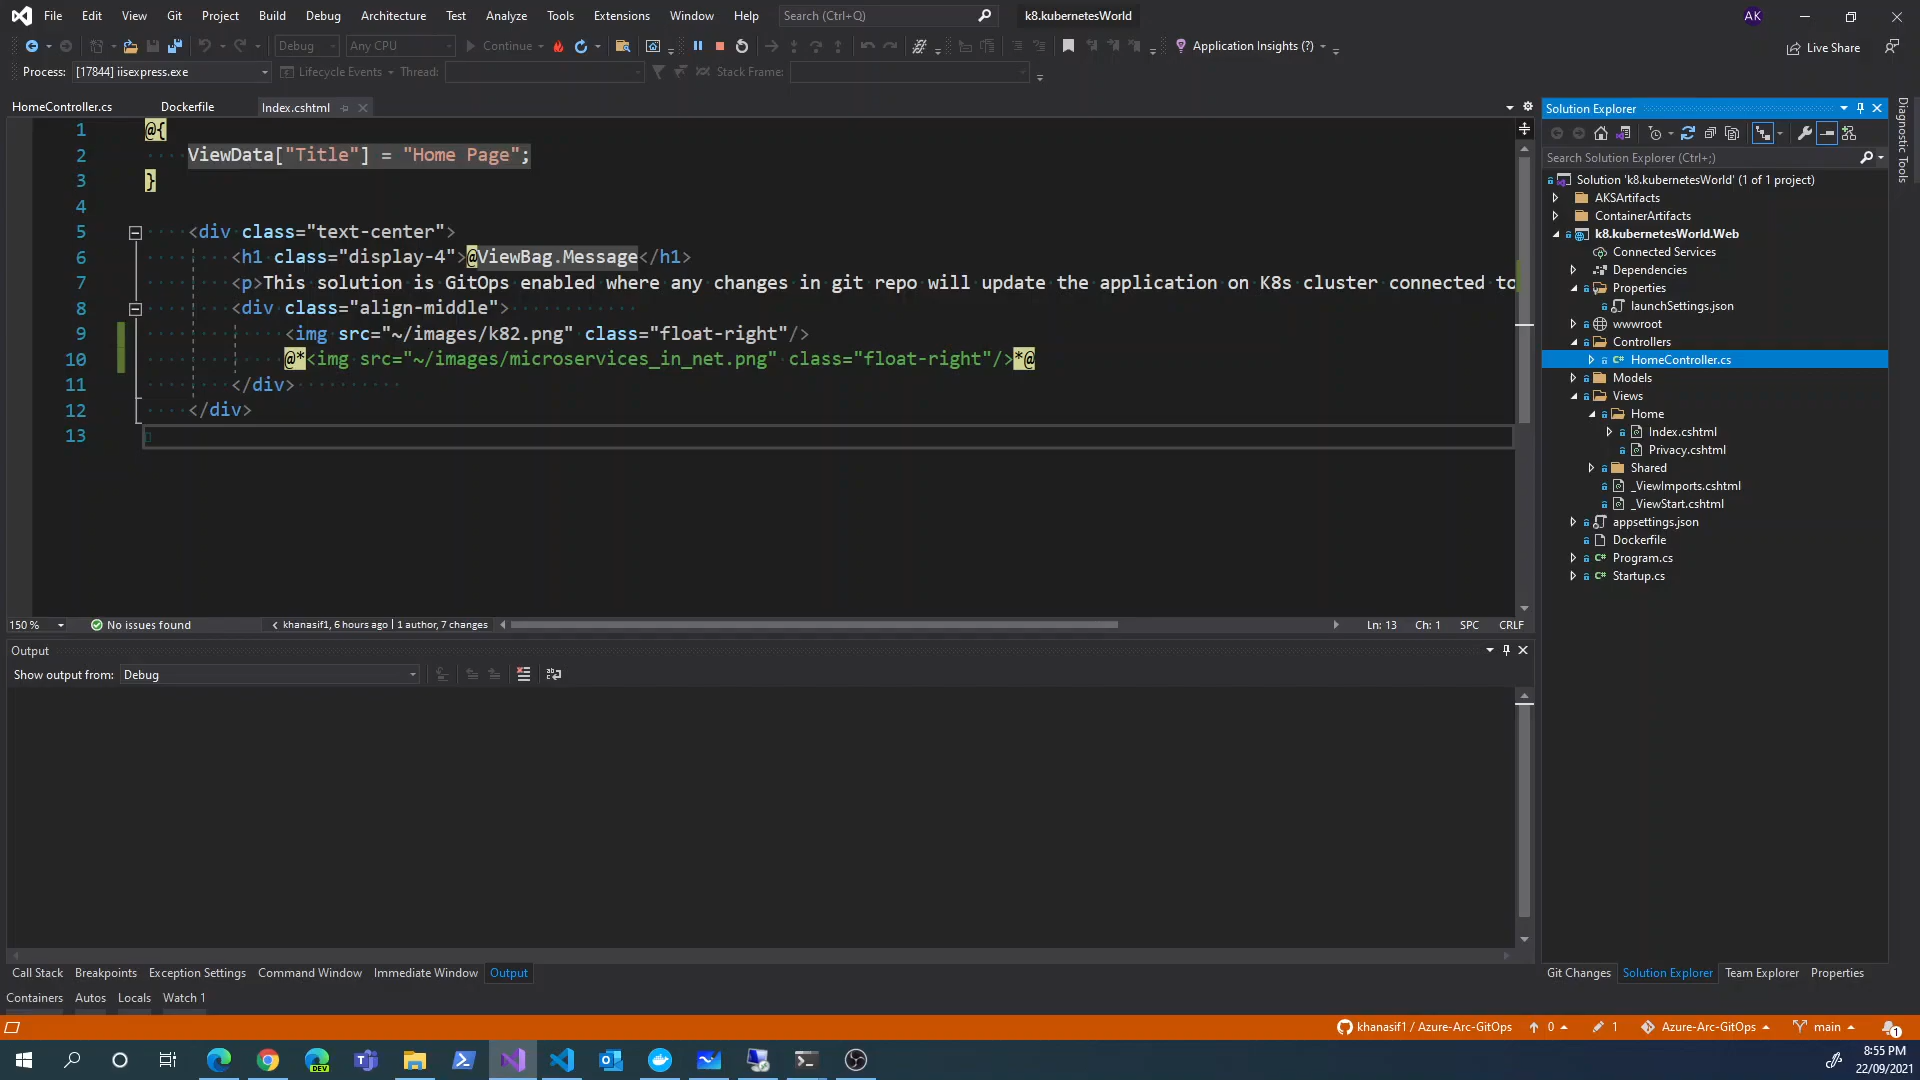 File Edit View Git Project Build Debug Architecture Test Analyze Tools Extensions Window Help Search (Ctrl+Q) k8.kubernetesWorld AK
Debug Any CPU Continue Application Insights (?) Live Share
Process: [17844] iisexpress.exe Lifecycle Events Thread: Stack Frame:
HomeController.cs Dockerfile Index.cshtml
1 @{
2 ViewData["Title"] = "Home Page";
3 }
4
5 <div class="text-center">
6 <h1 class="display-4">@ViewBag.Message</h1>
7 <p>This solution is GitOps enabled where any changes in git repo will update the application on K8s cluster connected to
8 <div class="align-middle">
9 <img src="~/images/k82.png" class="float-right"/>
10 @*<img src="~/images/microservices_in_net.png" class="float-right"/>*@
11 </div>
12 </div>
13
150 % No issues found khanasif1, 6 hours ago | 1 author, 7 changes Ln: 13 Ch: 1 SPC CRLF
Output
Show output from: Debug
Call Stack Breakpoints Exception Settings Command Window Immediate Window Output
Containers Autos Locals Watch 1
Solution Explorer
Search Solution Explorer (Ctrl+;)
Solution 'k8.kubernetesWorld' (1 of 1 project)
AKSArtifacts
ContainerArtifacts
k8.kubernetesWorld.Web
Connected Services
Dependencies
Properties
launchSettings.json
wwwroot
Controllers
C# HomeController.cs
Models
Views
Home
Index.cshtml
Privacy.cshtml
Shared
_ViewImports.cshtml
_ViewStart.cshtml
appsettings.json
Dockerfile
C# Program.cs
C# Startup.cs
Git Changes Solution Explorer Team Explorer Properties
Diagnostic Tools
khanasif1 / Azure-Arc-GitOps 0 1 Azure-Arc-GitOps main 1
DEV
8:55 PM
22/09/2021